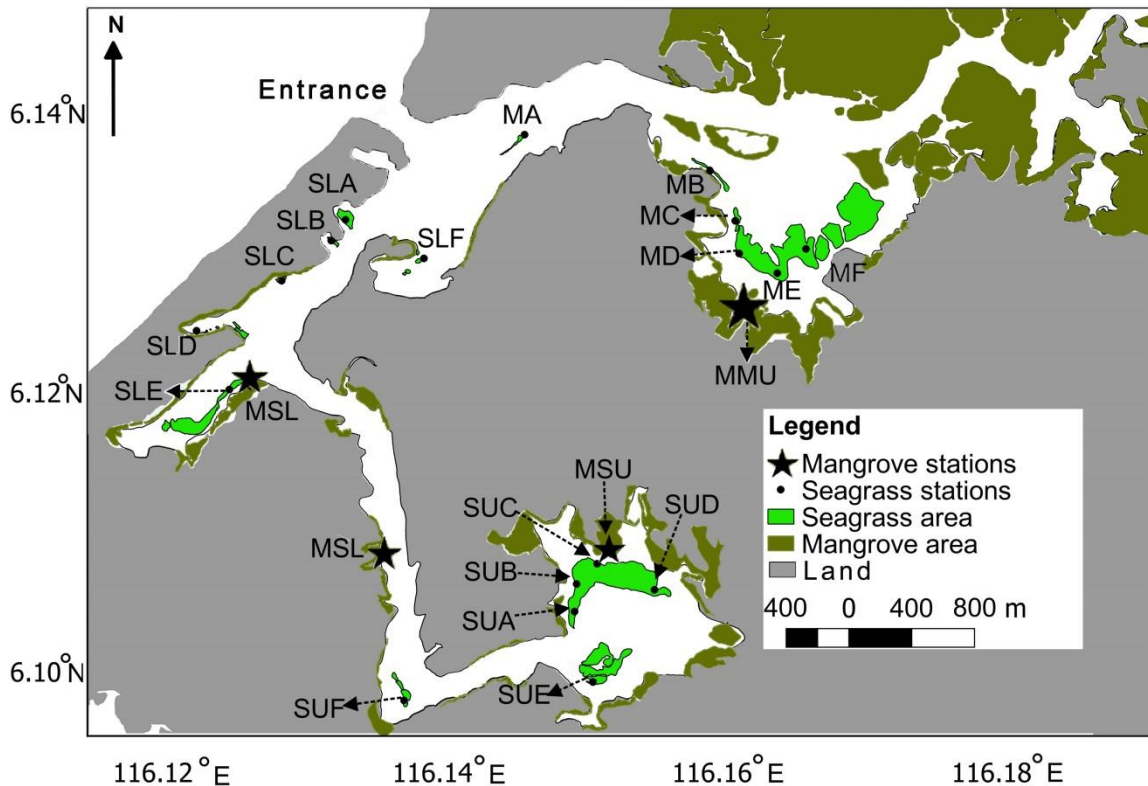 N
6.14°N
Entrance
MA
SLA
SLB
SLC
SLF
MB
MC
MD
ME
MF
SLD
SLE
MSL
MMU
6.12°N
Legend
Mangrove stations
Seagrass stations
Seagrass area
Mangrove area
Land
400 0 400 800 m
MSU
SUC
SUD
MSL
SUB
SUA
6.10°N
SUF
SUE
116.12°E 116.14°E 116.16°E 116.18°E